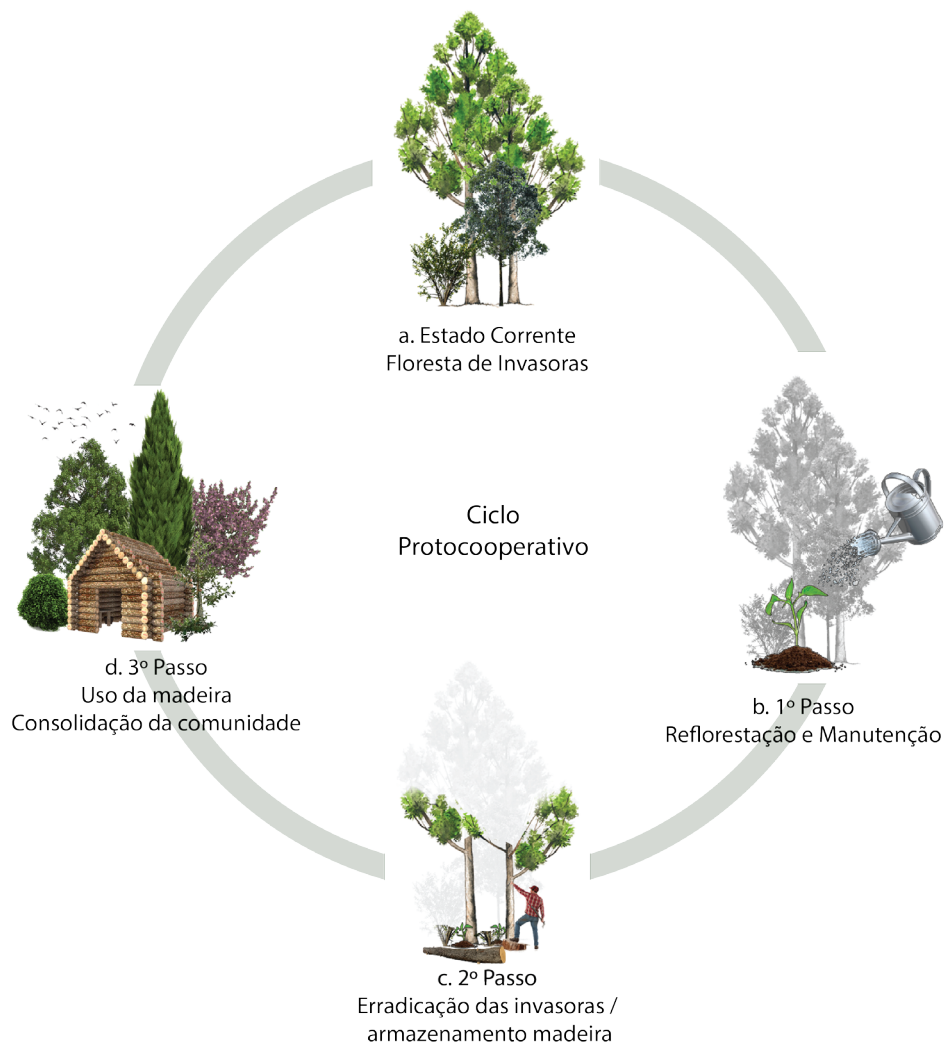 a. Estado Corrente
Floresta de Invasoras
Ciclo
Protocooperativo
b. 1º Passo
Reflorestação e Manutenção
c. 2º Passo
Erradicação das invasoras /
armazenamento madeira
d. 3º Passo
Uso da madeira
Consolidação da comunidade